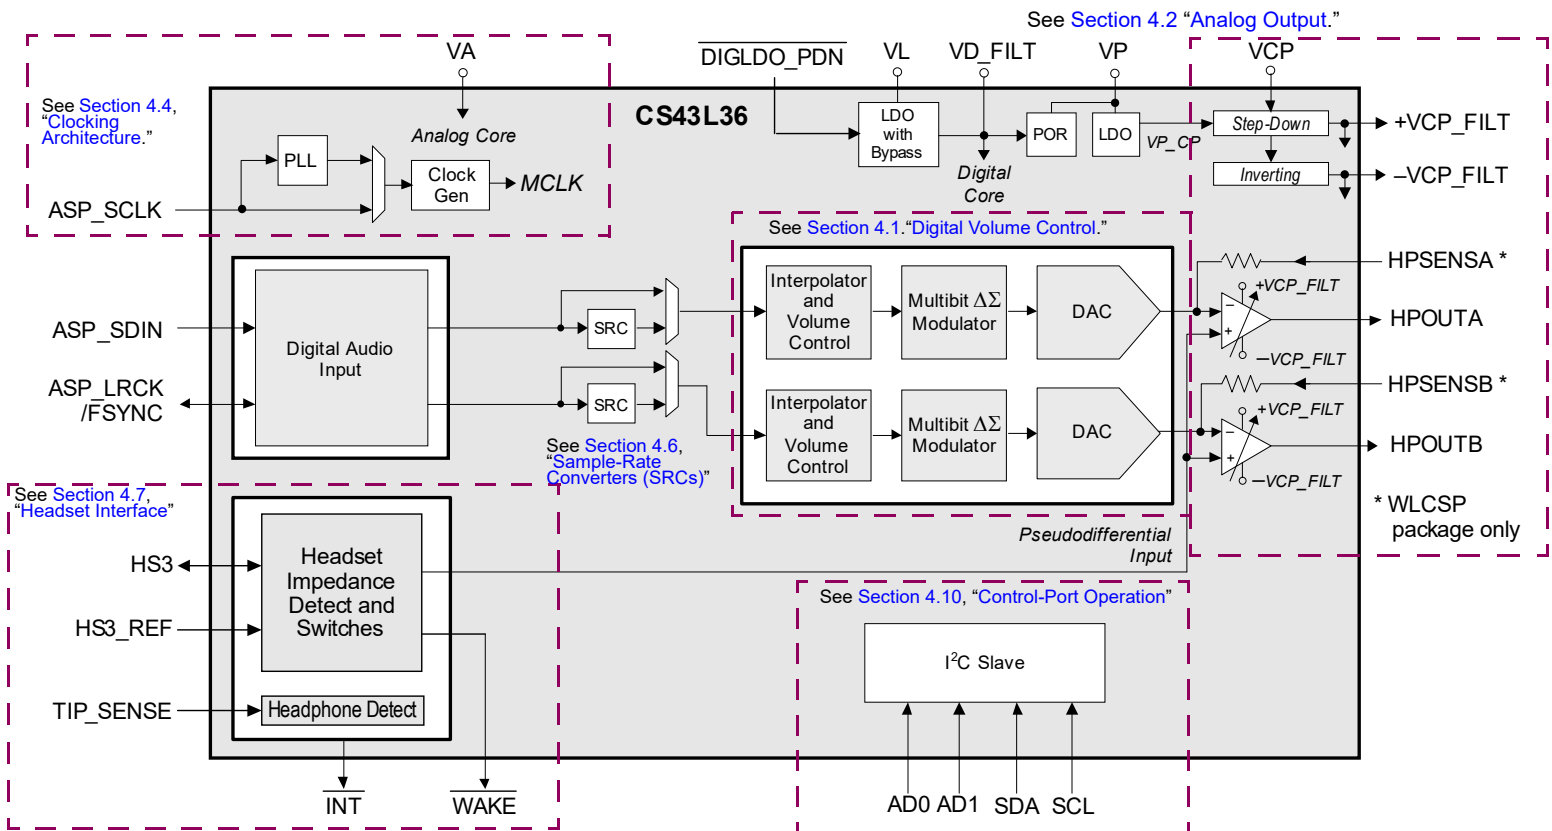 See Section 4.2 “Analog Output.”
VA
DIGLDO_PDN
VL
VD_FILT
VP
VCP
See Section 4.4,
“Clocking
Architecture.”
CS43L36
Analog Core
PLL
Clock
Gen
MCLK
ASP_SCLK
LDO
with
Bypass
POR
LDO
VP_CP
Digital
Core
Step-Down
+VCP_FILT
Inverting
–VCP_FILT
See Section 4.1.“Digital Volume Control.”
ASP_SDIN
ASP_LRCK
/FSYNC
Digital Audio
Input
SRC
SRC
See Section 4.6,
“Sample-Rate
Converters (SRCs)”
Interpolator
and
Volume
Control
Multibit ΔΣ
Modulator
DAC
Interpolator
and
Volume
Control
Multibit ΔΣ
Modulator
DAC
HPSENSA *
+VCP_FILT
–
+
HPOUTA
–VCP_FILT
HPSENSB *
+VCP_FILT
–
+
HPOUTB
–VCP_FILT
* WLCSP
package only
Pseudodifferential
Input
See Section 4.7,
“Headset Interface”
HS3
HS3_REF
TIP_SENSE
Headset
Impedance
Detect and
Switches
Headphone Detect
INT
WAKE
See Section 4.10, “Control-Port Operation”
I²C Slave
AD0 AD1 SDA SCL